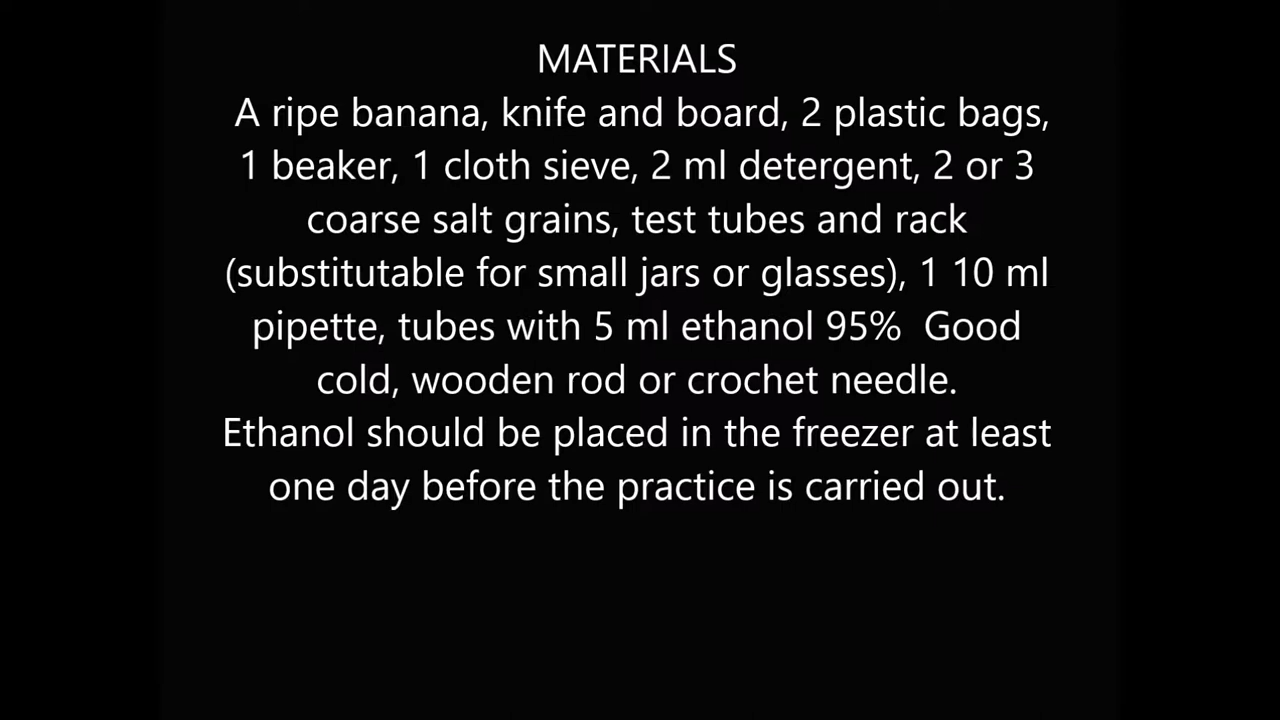 MATERIALS
A ripe banana, knife and board, 2 plastic bags,
1 beaker, 1 cloth sieve, 2 ml detergent, 2 or 3
coarse salt grains, test tubes and rack
(substitutable for small jars or glasses), 1 10 ml
pipette, tubes with 5 ml ethanol 95%  Good
cold, wooden rod or crochet needle.
Ethanol should be placed in the freezer at least
one day before the practice is carried out.